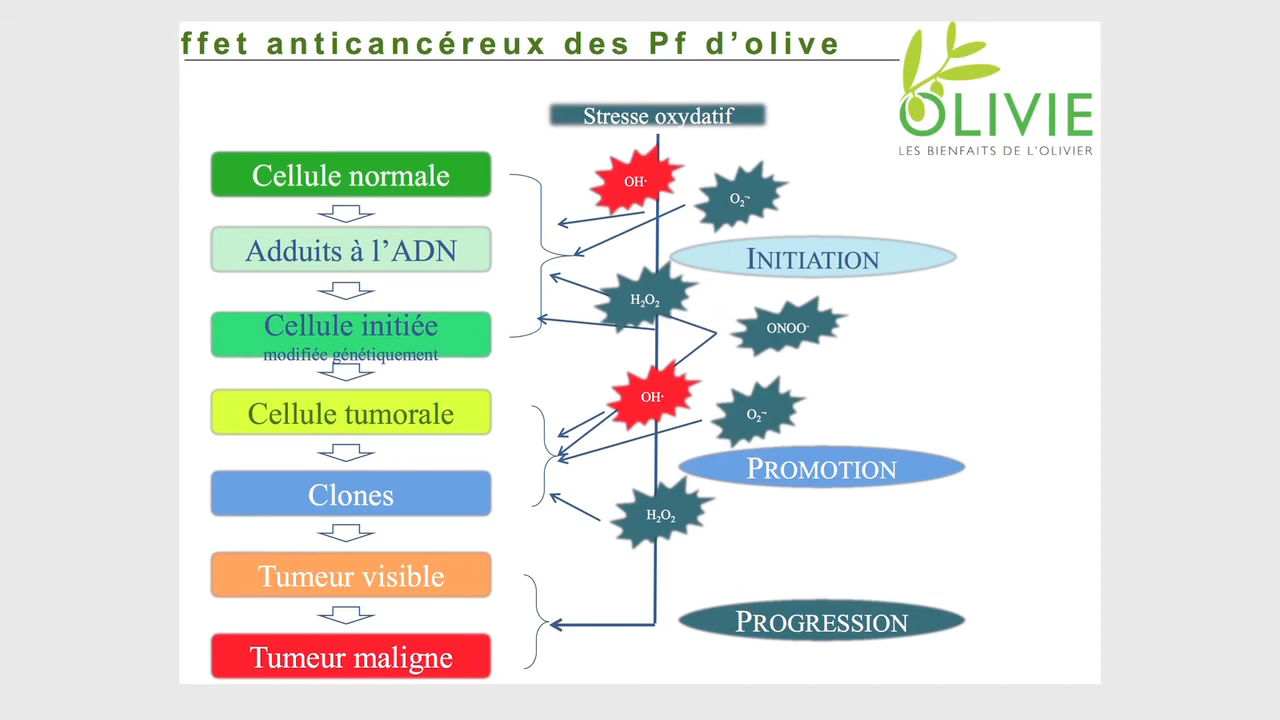 ffet anticancéreux des Pf d’olive
OLIVIE
LES BIENFAITS DE L'OLIVIER
Stresse oxydatif
Cellule normale
OH·
O₂⁻·
Adduits à l’ADN
INITIATION
H₂O₂
Cellule initiée
modifiée génétiquement
ONOO⁻
OH·
Cellule tumorale
O₂⁻·
PROMOTION
Clones
H₂O₂
Tumeur visible
PROGRESSION
Tumeur maligne